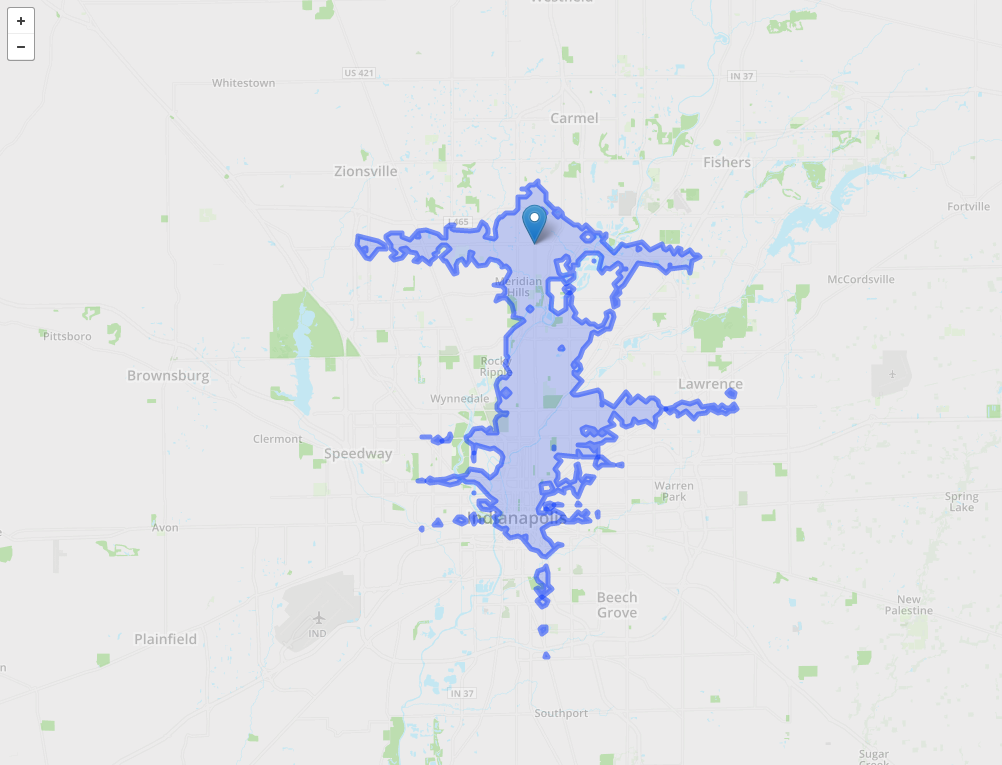 Westfield
+
−
US 421
IN 37
Whitestown
Carmel
Fishers
Zionsville
Fortville
I 465
McCordsville
Meridian
Hills
Pittsboro
Brownsburg
Rocky
Ripple
Lawrence
Wynnedale
Clermont
Speedway
Warren
Park
Spring
Lake
Indianapolis
Avon
Beech
Grove
New
Palestine
IND
Plainfield
IN 37
Southport
Sugar
Creek